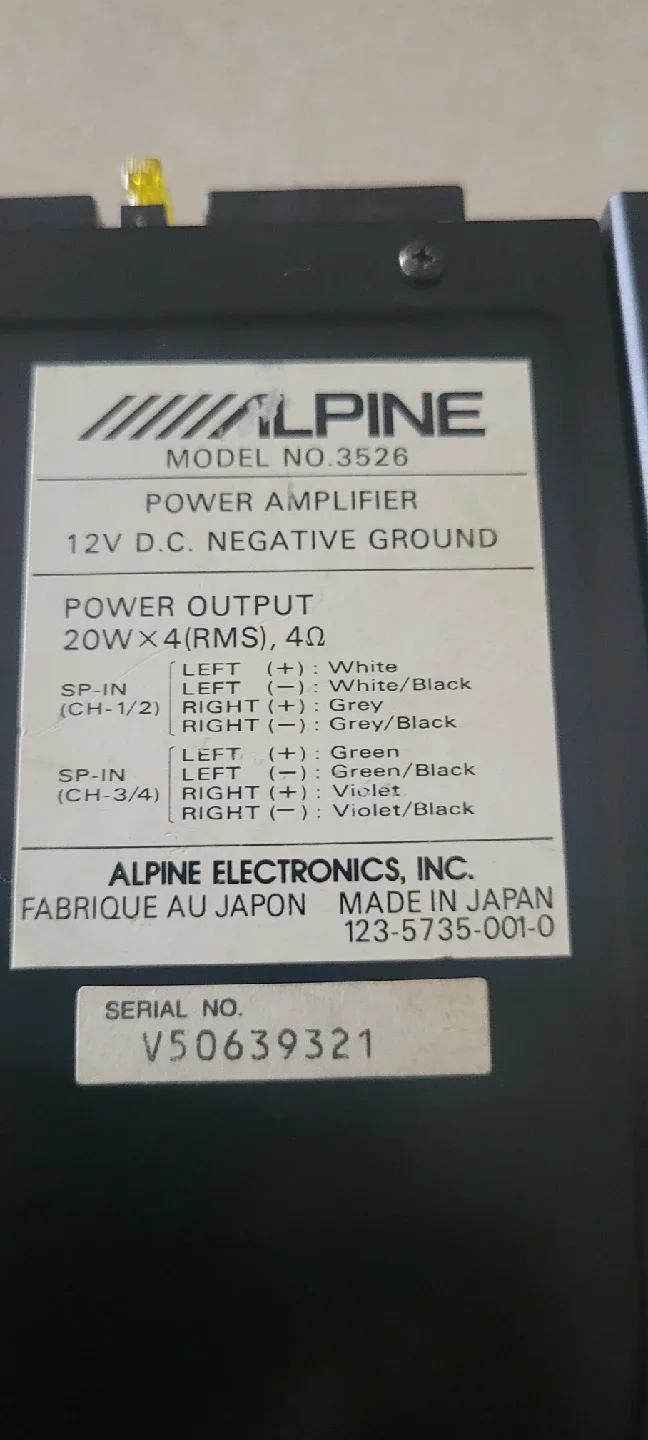 ALPINE
MODEL NO.3526
POWER AMPLIFIER
12V D.C. NEGATIVE GROUND
POWER OUTPUT
20W×4(RMS), 4Ω
SP-IN (CH-1/2)
LEFT (+) : White
LEFT (−) : White/Black
RIGHT (+) : Grey
RIGHT (−) : Grey/Black
SP-IN (CH-3/4)
LEFT (+) : Green
LEFT (−) : Green/Black
RIGHT (+) : Violet
RIGHT (−) : Violet/Black
ALPINE ELECTRONICS, INC.
FABRIQUE AU JAPON MADE IN JAPAN
123-5735-001-0
SERIAL NO.
V50639321